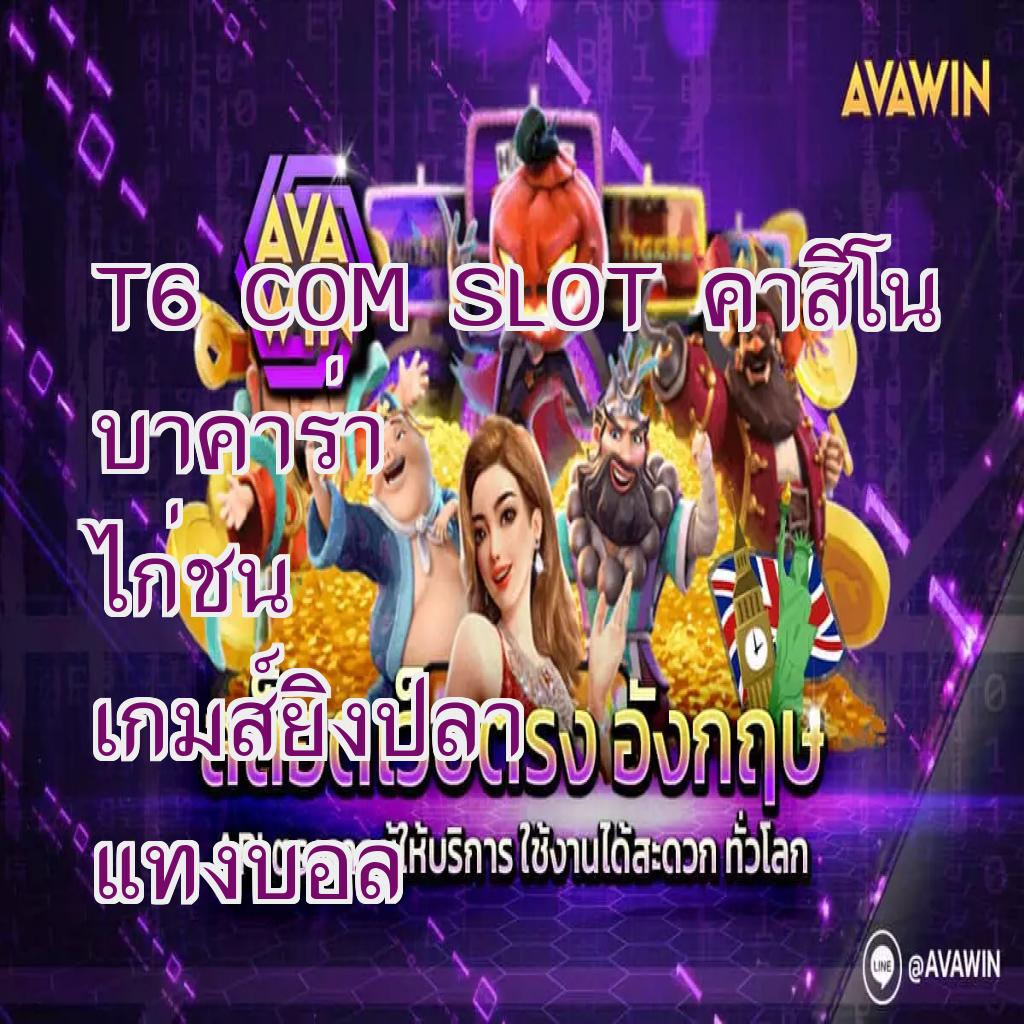 AVAWIN
AVA
WIN
TIGERS
T6 COM SLOT คาสิโน
บาคาร่า
ไก่ชน
เกมส์ยิงปลา
อังกฤษ
แทงบอล
ให้บริการ ใช้งานได้สะดวก ทั่วโลก
LINE
@AVAWIN